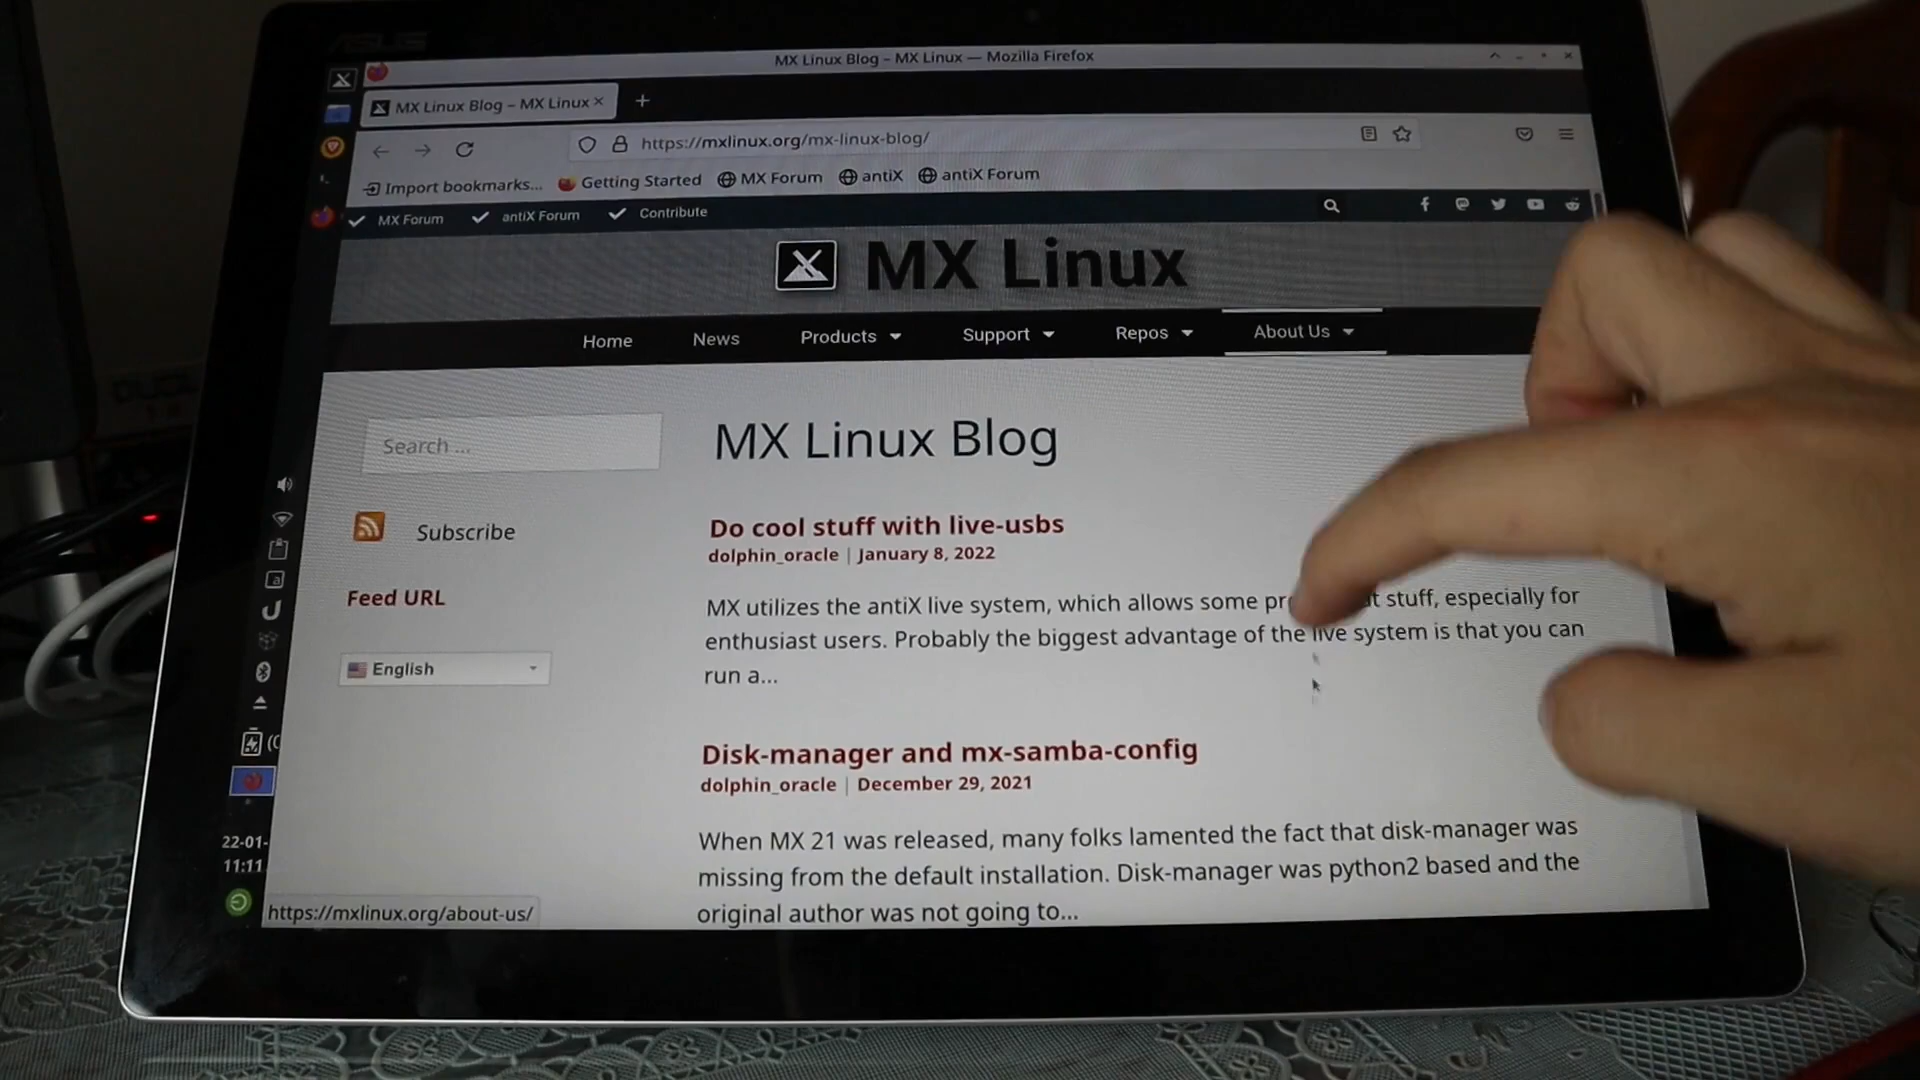 ASUS
MX Linux Blog – MX Linux — Mozilla Firefox
MX Linux Blog – MX Linux
https://mxlinux.org/mx-linux-blog/
Import bookmarks...
Getting Started
MX Forum
antiX
antiX Forum
MX Forum
antiX Forum
Contribute
MX Linux
Home
News
Products
Support
Repos
About Us
Search ...
MX Linux Blog
Do cool stuff with live-usbs
dolphin_oracle | January 8, 2022
Subscribe
Feed URL
MX utilizes the antiX live system, which allows some stuff, especially for
enthusiast users. Probably the biggest advantage of the live system is that you can
run a...
English
Disk-manager and mx-samba-config
dolphin_oracle | December 29, 2021
When MX 21 was released, many folks lamented the fact that disk-manager was
missing from the default installation. Disk-manager was python2 based and the
original author was not going to...
22-01-
11:11
https://mxlinux.org/about-us/